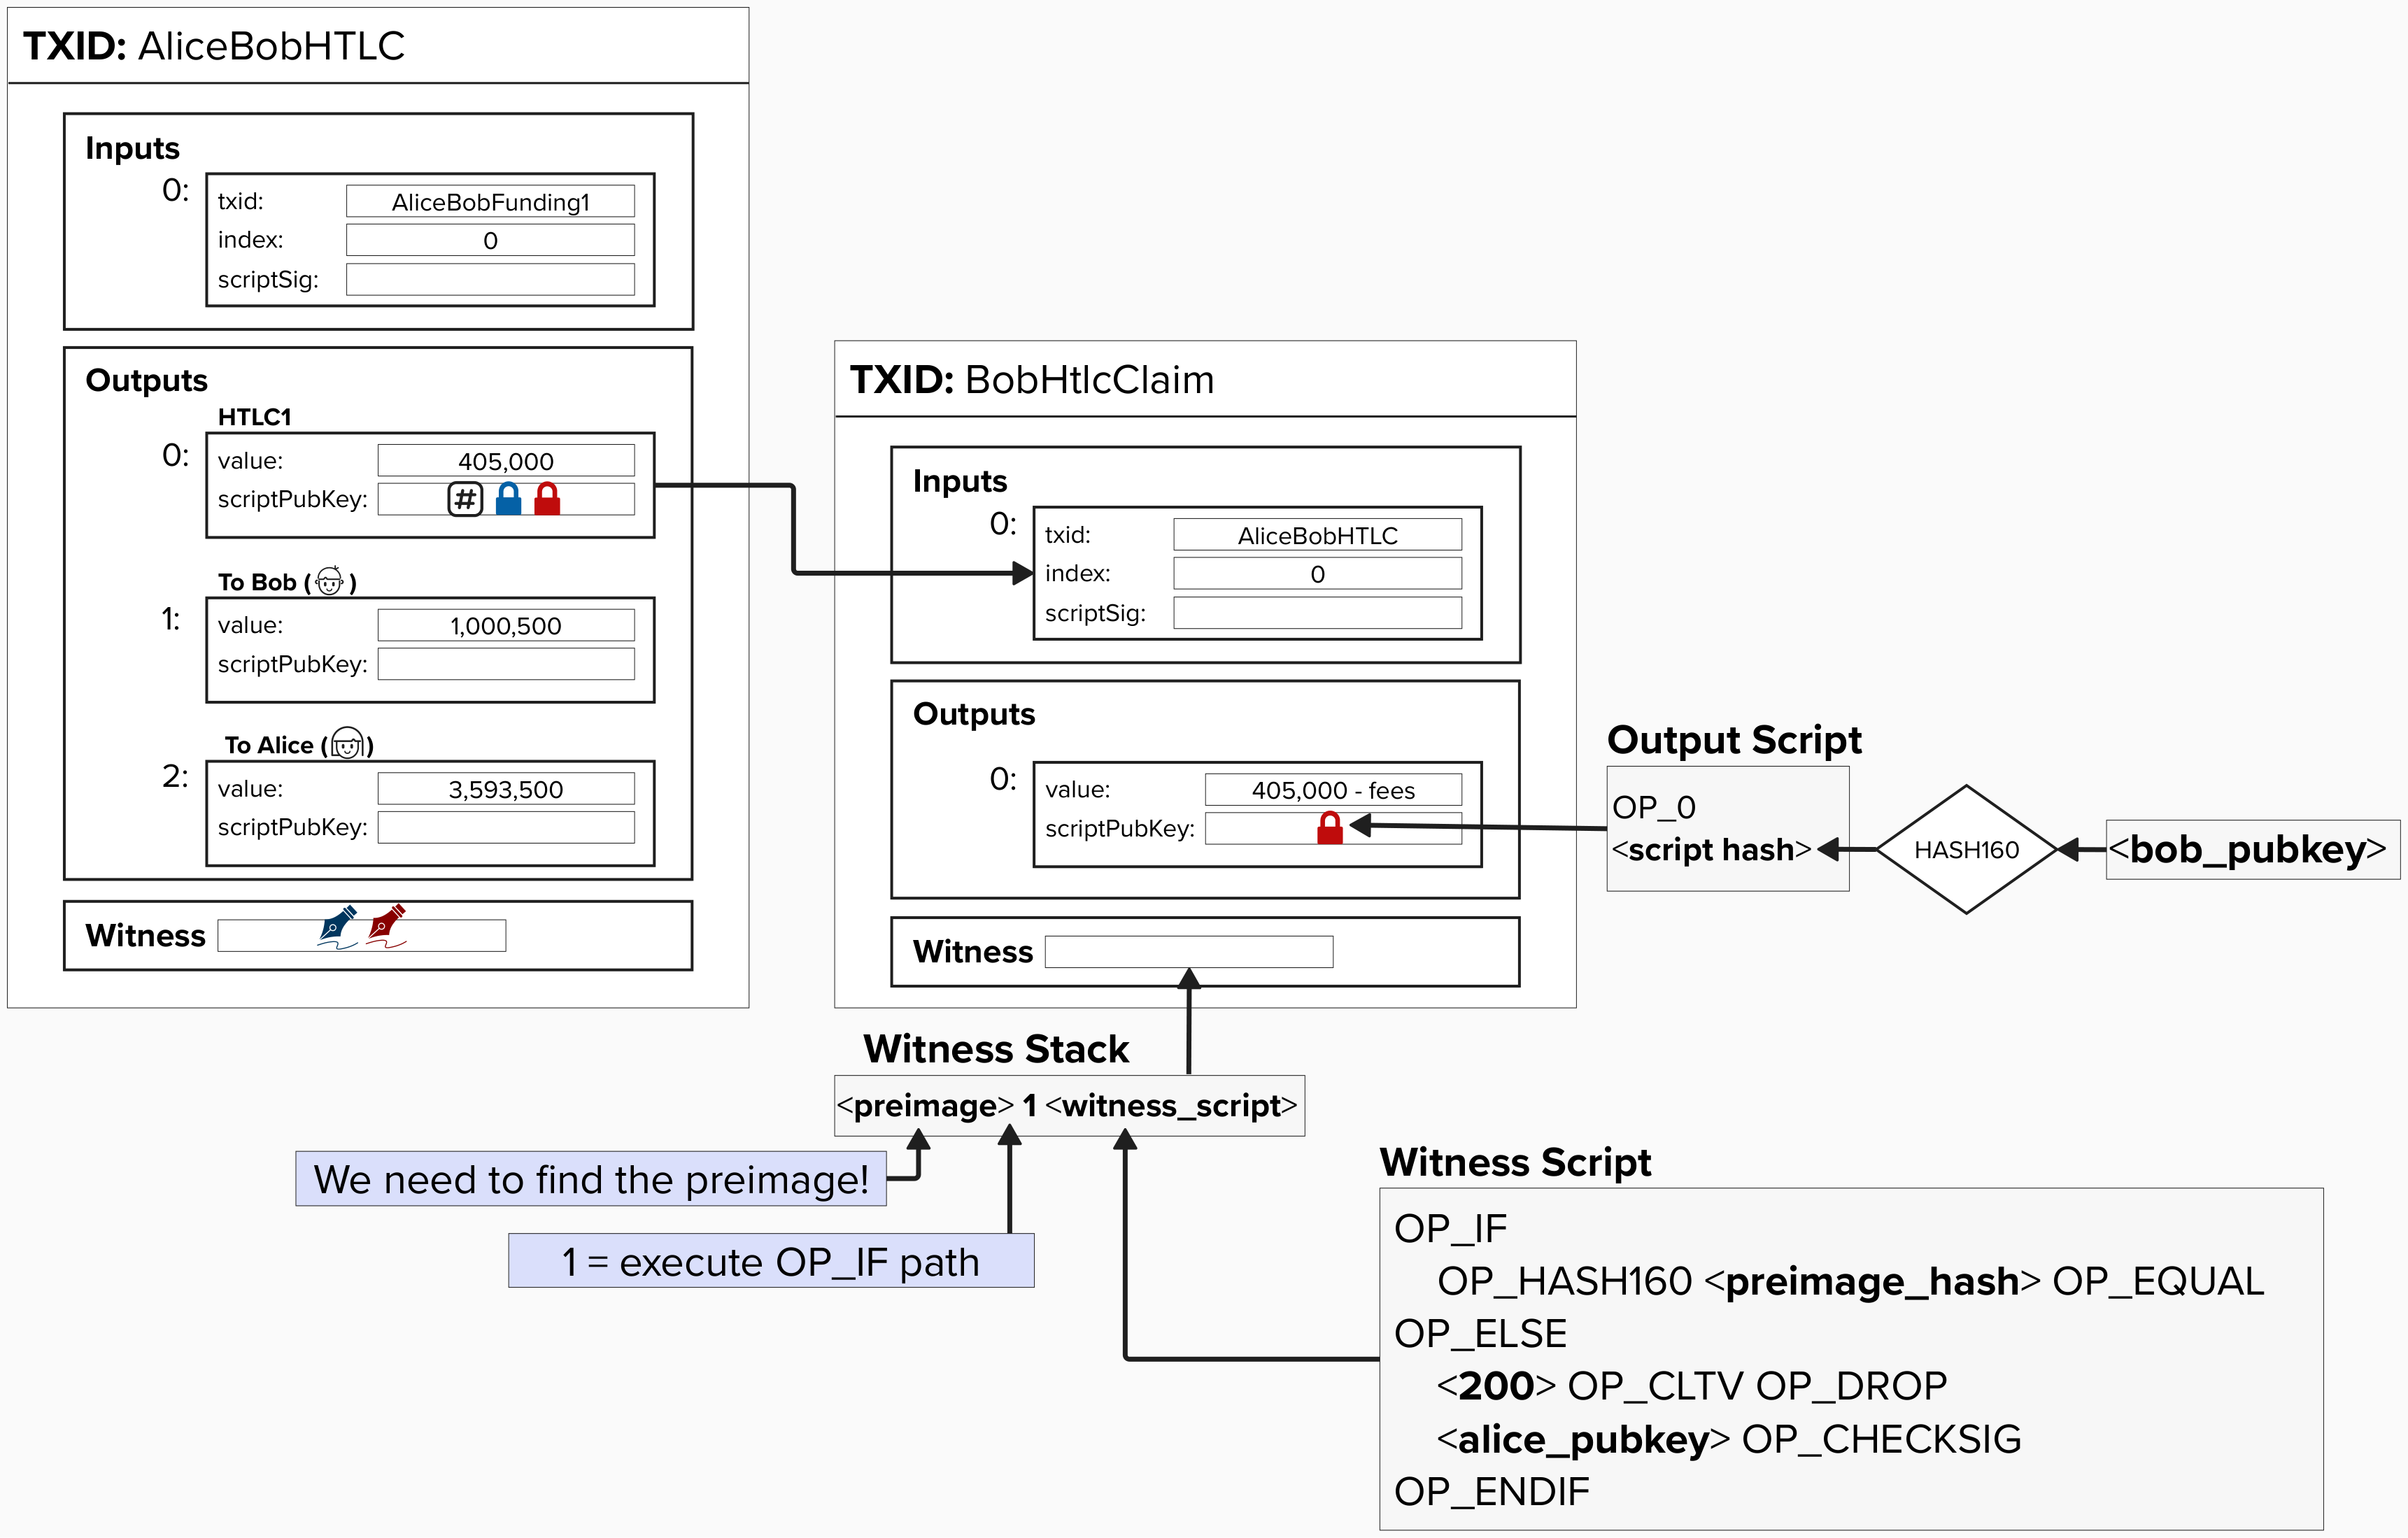 TXID: AliceBobHTLC
Inputs
0:
txid: AliceBobFunding1
index: 0
scriptSig:
Outputs
HTLC1
0:
value: 405,000
scriptPubKey: #
To Bob ( )
1:
value: 1,000,500
scriptPubKey:
To Alice ( )
2:
value: 3,593,500
scriptPubKey:
Witness
TXID: BobHtlcClaim
Inputs
0:
txid: AliceBobHTLC
index: 0
scriptSig:
Outputs
0:
value: 405,000 - fees
scriptPubKey:
Witness
Output Script
OP_0
<script hash>
HASH160
<bob_pubkey>
Witness Stack
<preimage> 1 <witness_script>
We need to find the preimage!
1 = execute OP_IF path
Witness Script
OP_IF
OP_HASH160 <preimage_hash> OP_EQUAL
OP_ELSE
<200> OP_CLTV OP_DROP
<alice_pubkey> OP_CHECKSIG
OP_ENDIF